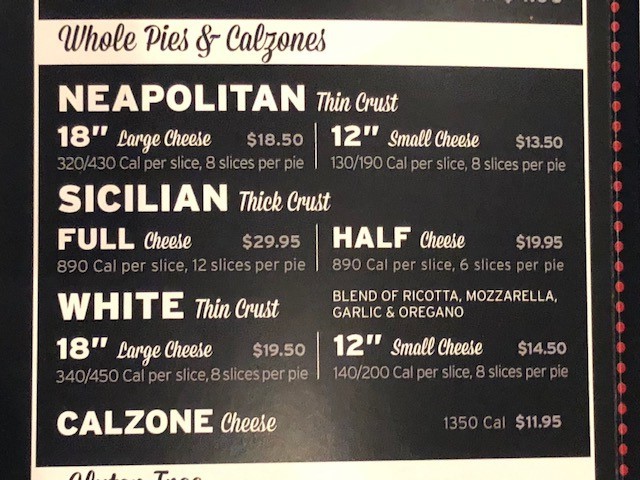 Whole Pies & Calzones
NEAPOLITAN Thin Crust
18" Large Cheese $18.50
320/430 Cal per slice, 8 slices per pie
12" Small Cheese $13.50
130/190 Cal per slice, 8 slices per pie
SICILIAN Thick Crust
FULL Cheese $29.95
890 Cal per slice, 12 slices per pie
HALF Cheese $19.95
890 Cal per slice, 6 slices per pie
WHITE Thin Crust
BLEND OF RICOTTA, MOZZARELLA,
GARLIC & OREGANO
18" Large Cheese $19.50
340/450 Cal per slice, 8 slices per pie
12" Small Cheese $14.50
140/200 Cal per slice, 8 slices per pie
CALZONE Cheese 1350 Cal $11.95